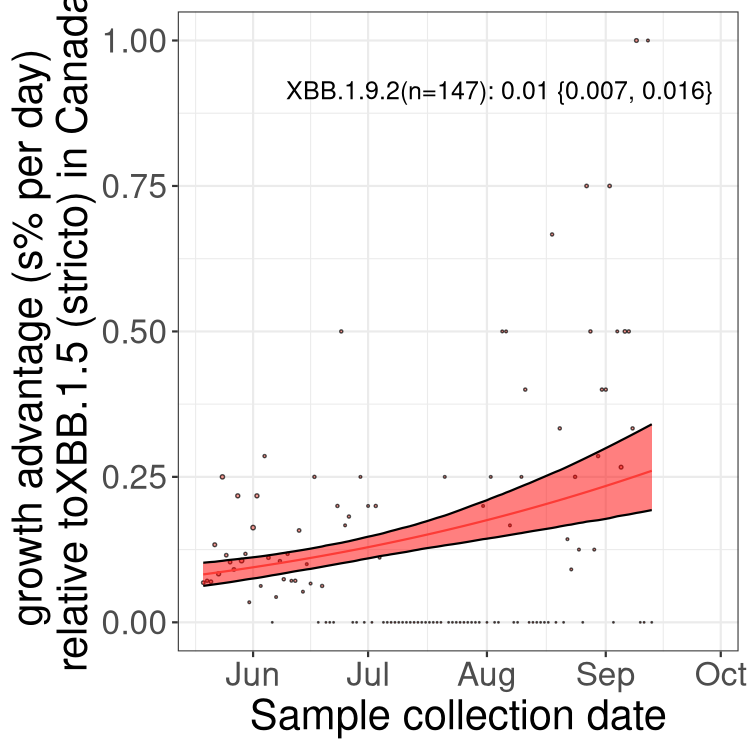 growth advantage (s% per day)
relative toXBB.1.5 (stricto) in Canada
1.00
0.75
0.50
0.25
0.00
XBB.1.9.2(n=147): 0.01 {0.007, 0.016}
Jun Jul Aug Sep Oct
Sample collection date